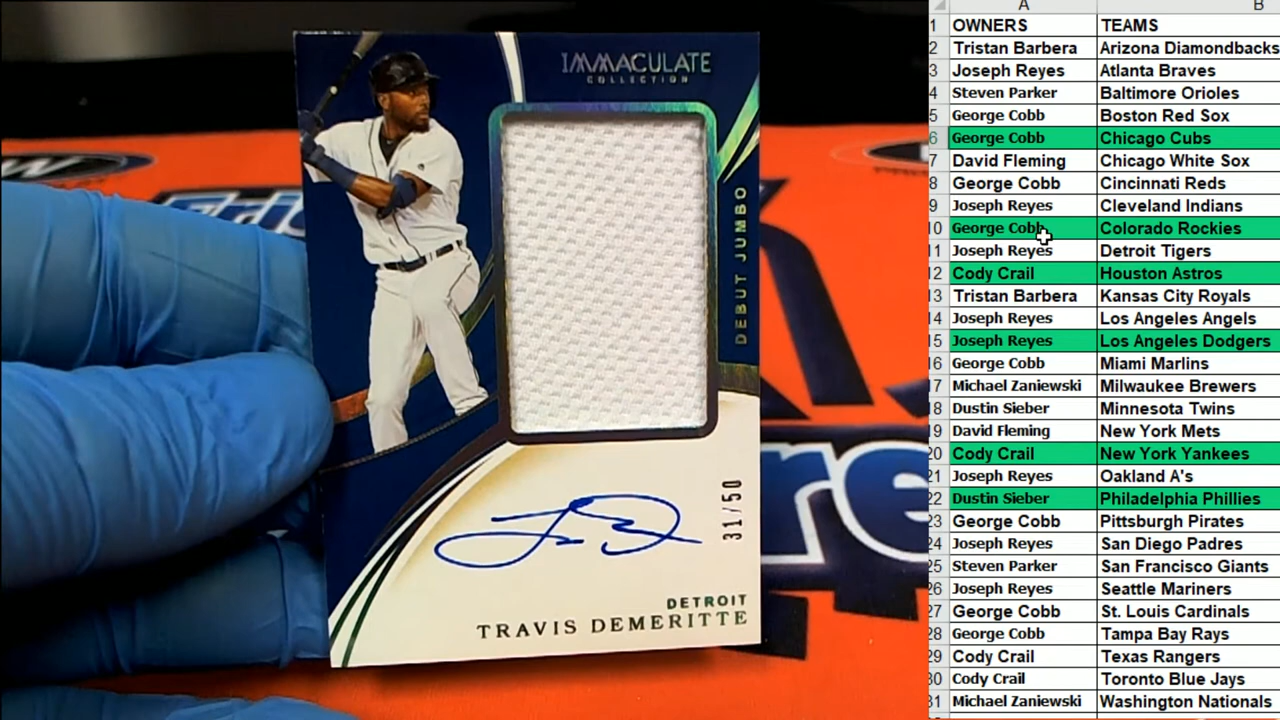 IMMACULATE
COLLECTION
DEBUT JUMBO
31/50
DETROIT
TRAVIS DEMERITTE
A B
1 OWNERS TEAMS
2 Tristan Barbera Arizona Diamondbacks
3 Joseph Reyes Atlanta Braves
4 Steven Parker Baltimore Orioles
5 George Cobb Boston Red Sox
6 George Cobb Chicago Cubs
7 David Fleming Chicago White Sox
8 George Cobb Cincinnati Reds
9 Joseph Reyes Cleveland Indians
10 George Cobb Colorado Rockies
11 Joseph Reyes Detroit Tigers
12 Cody Crail Houston Astros
13 Tristan Barbera Kansas City Royals
14 Joseph Reyes Los Angeles Angels
15 Joseph Reyes Los Angeles Dodgers
16 George Cobb Miami Marlins
17 Michael Zaniewski Milwaukee Brewers
18 Dustin Sieber Minnesota Twins
19 David Fleming New York Mets
20 Cody Crail New York Yankees
21 Joseph Reyes Oakland A's
22 Dustin Sieber Philadelphia Phillies
23 George Cobb Pittsburgh Pirates
24 Joseph Reyes San Diego Padres
25 Steven Parker San Francisco Giants
26 Joseph Reyes Seattle Mariners
27 George Cobb St. Louis Cardinals
28 George Cobb Tampa Bay Rays
29 Cody Crail Texas Rangers
30 Cody Crail Toronto Blue Jays
31 Michael Zaniewski Washington Nationals